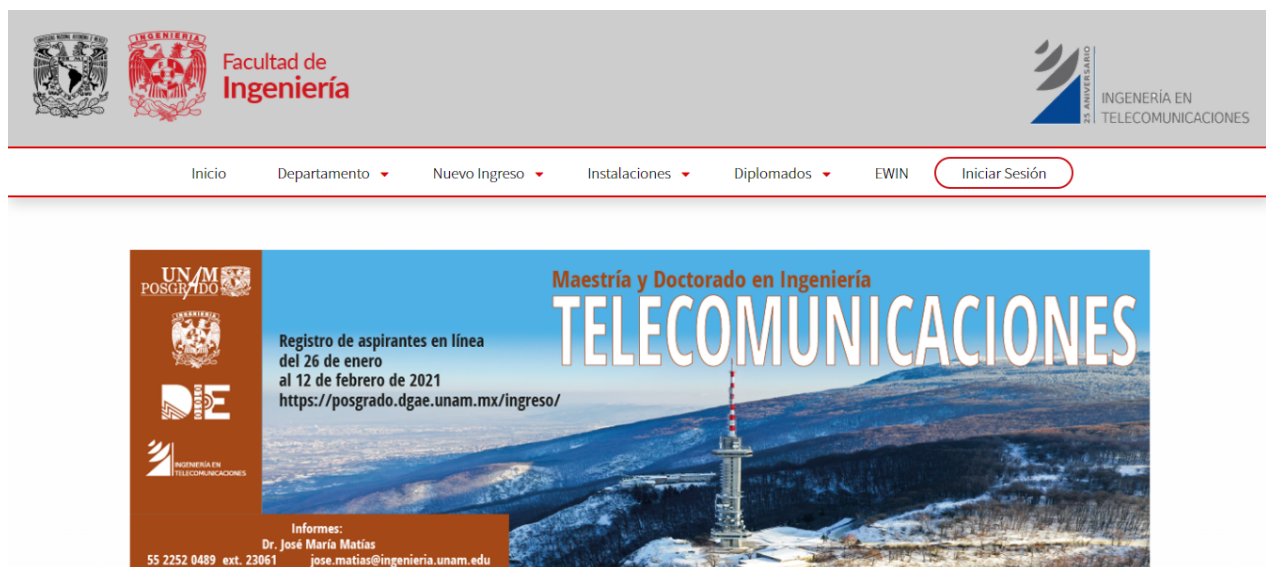 INGENIERIA
Facultad de
Ingeniería
25 ANIVERSARIO
INGENERÍA EN
TELECOMUNICACIONES
Inicio
Departamento
Nuevo Ingreso
Instalaciones
Diplomados
EWIN
Iniciar Sesión
UNAM
POSGRADO
INGENIERIA
DIE
INGENIERÍA EN
TELECOMUNICACIONES
Registro de aspirantes en línea
del 26 de enero
al 12 de febrero de 2021
https://posgrado.dgae.unam.mx/ingreso/
Maestría y Doctorado en Ingeniería
TELECOMUNICACIONES
Informes:
Dr. José María Matías
55 2252 0489 ext. 23061 jose.matias@ingenieria.unam.edu